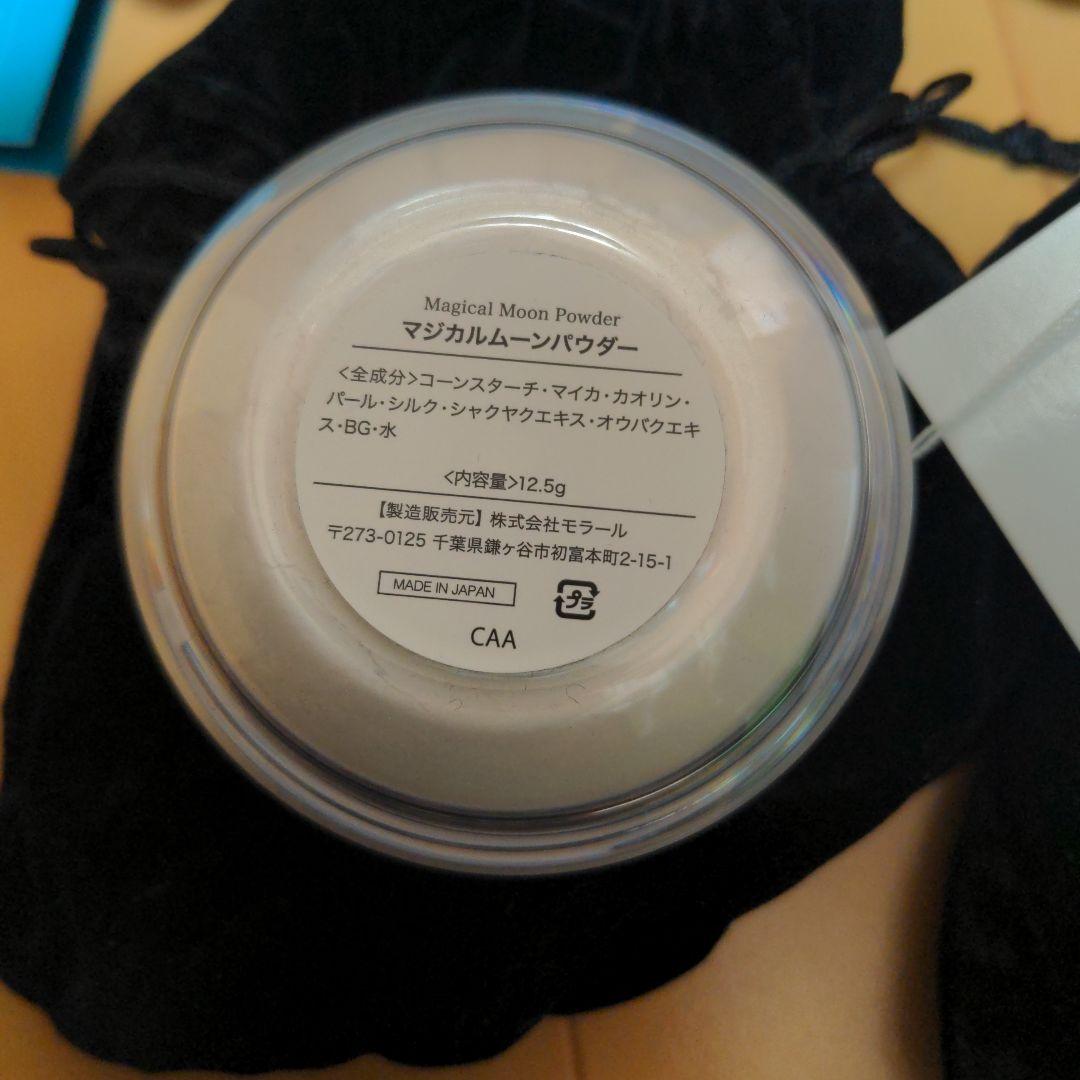 Magical Moon Powder
マジカルムーンパウダー
<全成分>コーンスターチ・マイカ・カオリン・
パール・シルク・シャクヤクエキス・オウバクエキ
ス・BG・水
<内容量>12.5g
【製造販売元】株式会社モラール
〒273-0125 千葉県鎌ヶ谷市初富本町2-15-1
MADE IN JAPAN
プラ
CAA